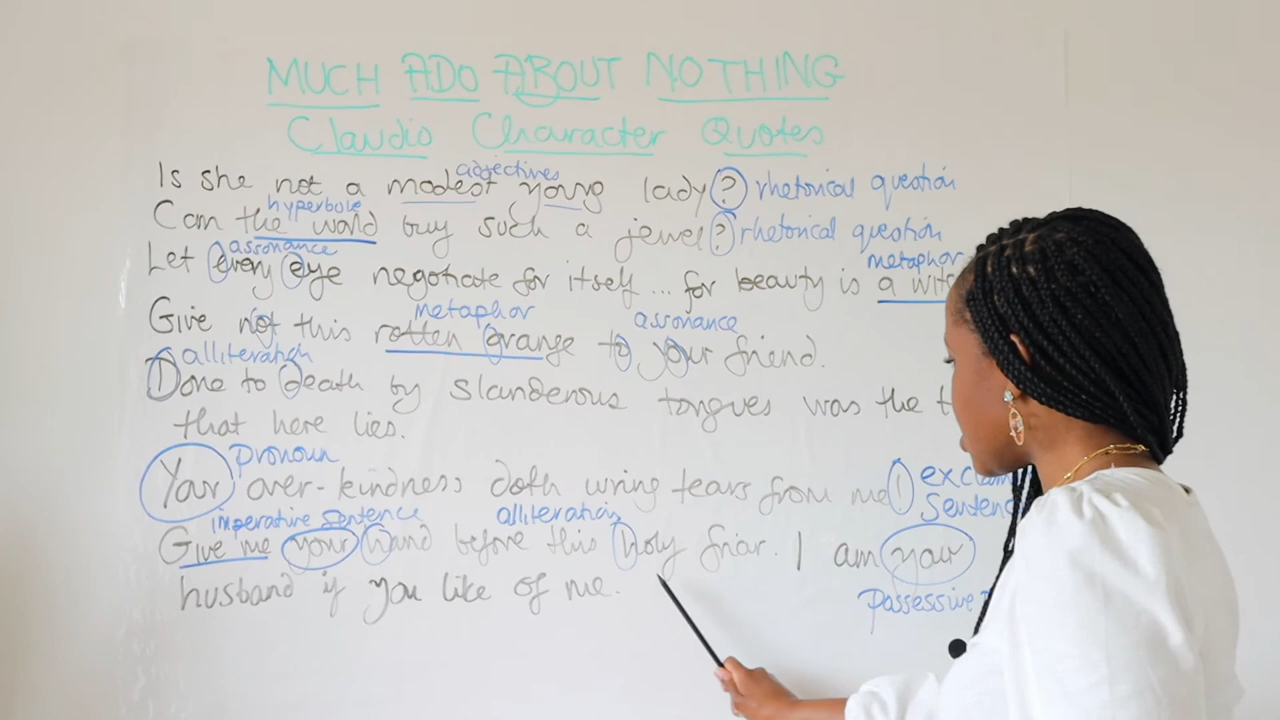 MUCH ADO ABOUT NOTHING
Claudio Character Quotes
adjectives
Is she not a modest young lady? rhetorical question
hyperbole
Can the world buy such a jewel? rhetorical question
assonance
metaphor
Let every eye negotiate for itself... for beauty is a
metaphor
assonance
Give not this rotten orange to your friend.
alliteration
Done to death by slanderous tongues was the
that here lies.
pronoun
Your over-kindness doth wring tears from me!
imperative sentence
alliteration
Give me your hand before this holy friar. I am your
husband if you like of me.
Possessive